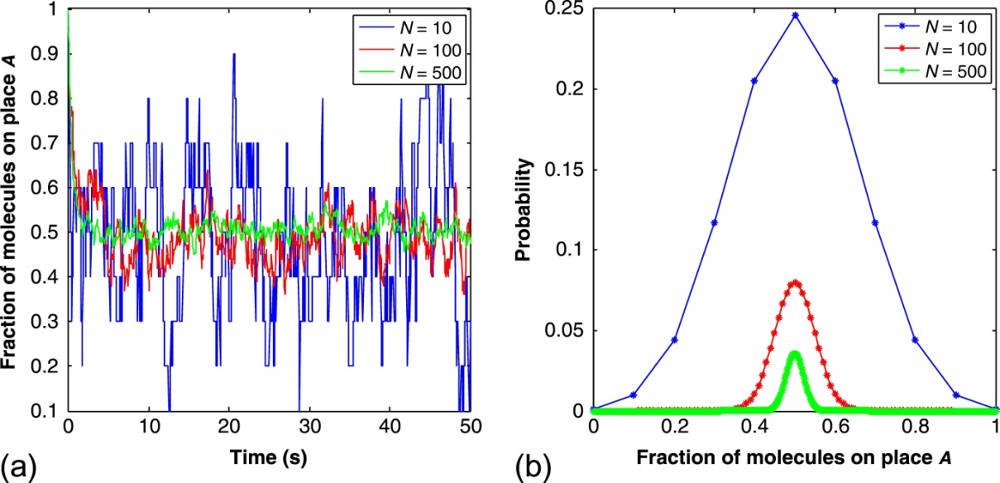 1
0.9
0.8
0.7
0.6
0.5
0.4
0.3
0.2
0.1
0 10 20 30 40 50
Fraction of molecules on place A
Time (s)
N = 10
N = 100
N = 500
(a)
0.25
0.2
0.15
0.1
0.05
0
0 0.2 0.4 0.6 0.8 1
Probability
Fraction of molecules on place A
N = 10
N = 100
N = 500
(b)